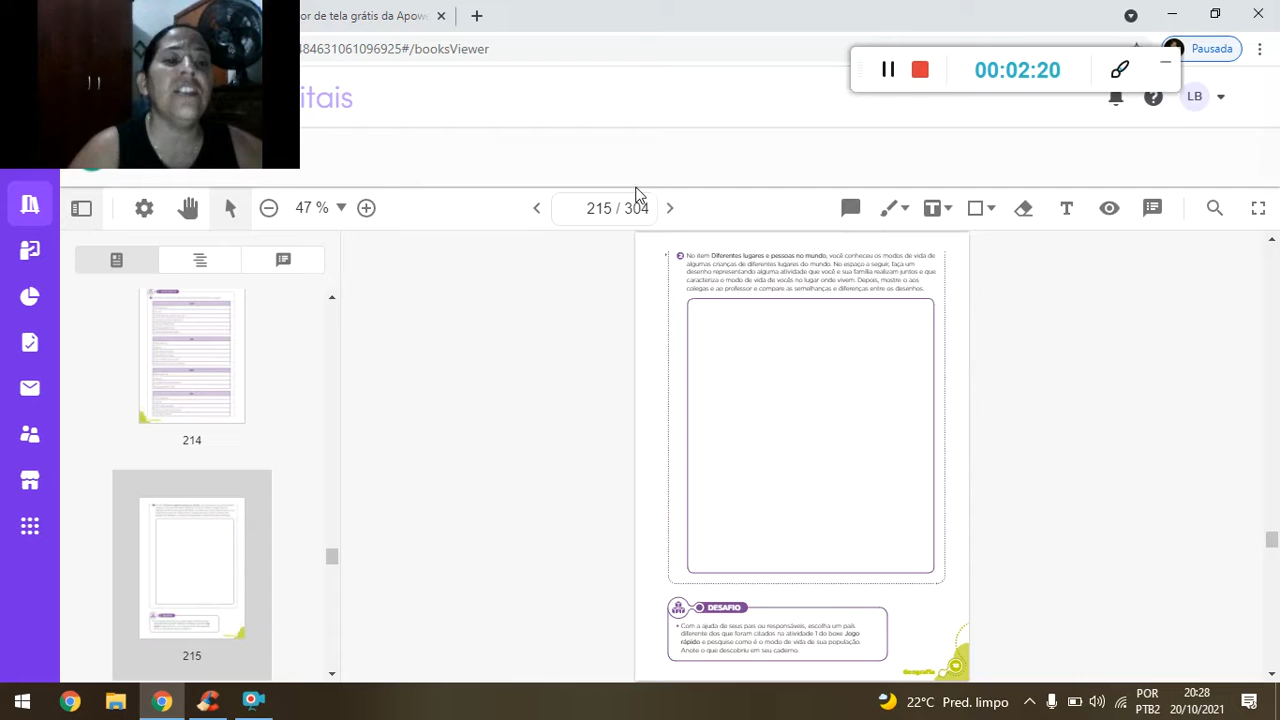 or de tela grátis da Apowe
484631061096925#/booksViewer
Pausada
00:02:20
itais
LB
47 %
215 / 304
2 No item Diferentes lugares e pessoas no mundo, você conheceu os modos de vida de
algumas crianças de diferentes lugares do mundo. No espaço a seguir, faça um
desenho representando alguma atividade que você e sua família realizam juntos e que
caracteriza o modo de vida de vocês no lugar onde vivem. Depois, mostre-o aos
colegas e ao professor e compare as semelhanças e diferenças entre os desenhos.
214
215
DESAFIO
• Com a ajuda de seus pais ou responsáveis, escolha um país
diferente dos que foram citados na atividade 1 do boxe Jogo
rápido e pesquise como é o modo de vida de sua população.
Anote o que descobriu em seu caderno.
Geografia
22°C Pred. limpo
POR
PTB2
20:28
20/10/2021